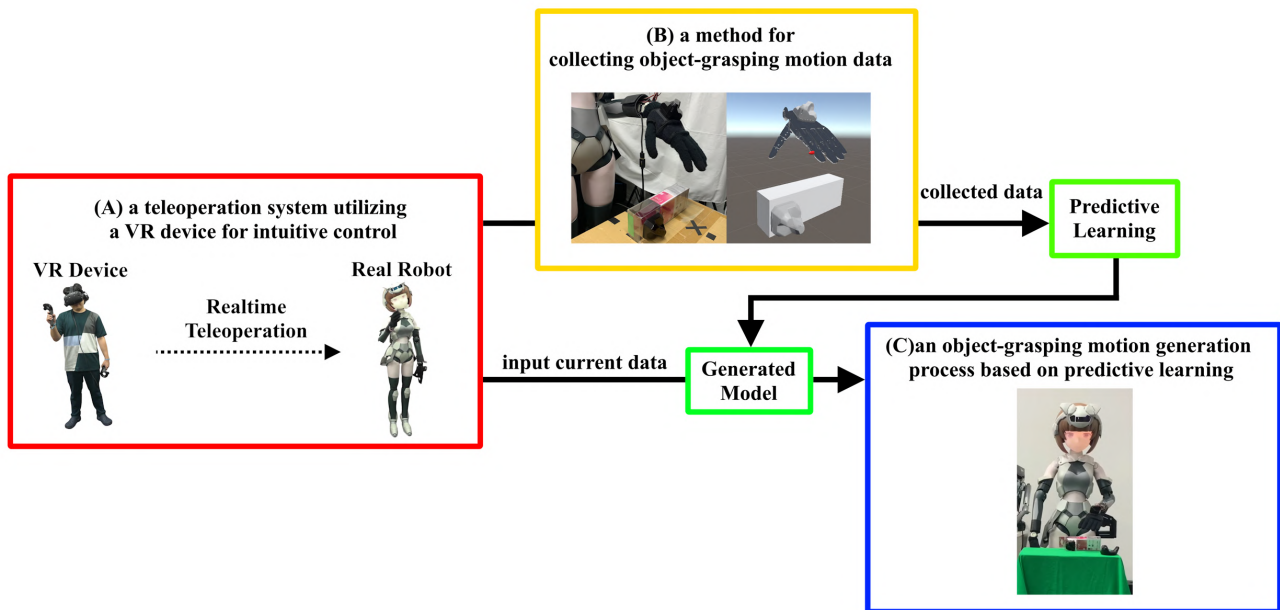 (A) a teleoperation system utilizing
a VR device for intuitive control
VR Device
Real Robot
Realtime
Teleoperation
(B) a method for
collecting object-grasping motion data
collected data
Predictive
Learning
input current data
Generated
Model
(C)an object-grasping motion generation
process based on predictive learning